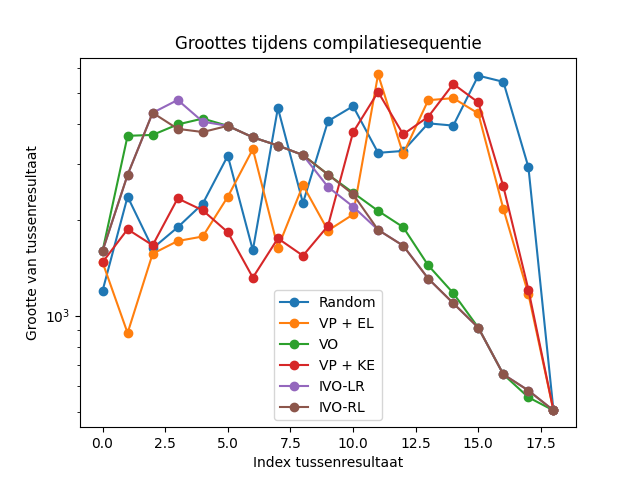 Groottes tijdens compilatiesequentie
Grootte van tussenresultaat
10³
Random
VP + EL
VO
VP + KE
IVO-LR
IVO-RL
0.0 2.5 5.0 7.5 10.0 12.5 15.0 17.5
Index tussenresultaat